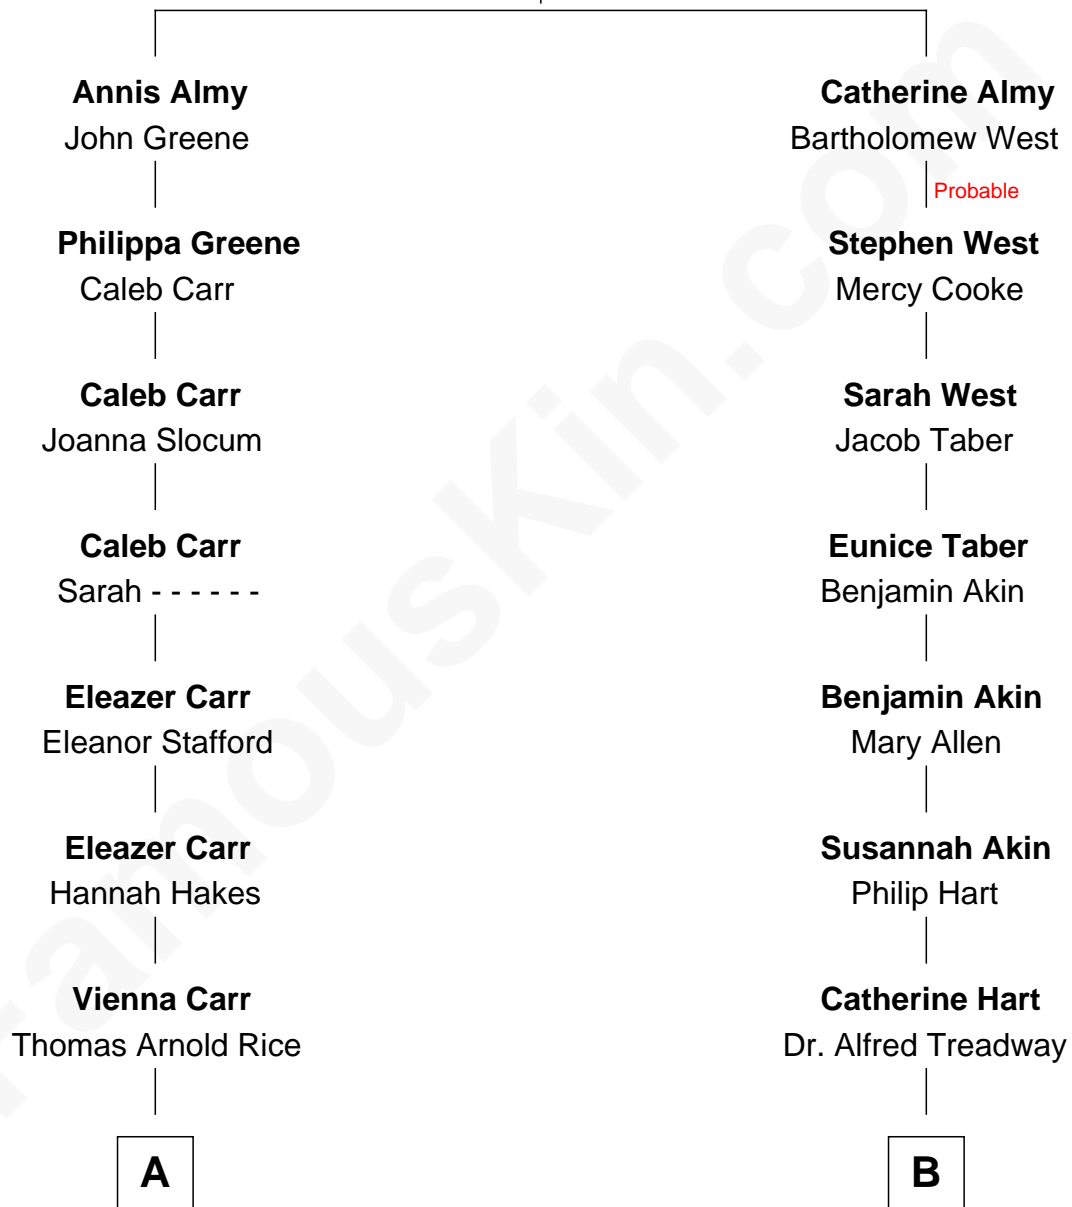 Annis Almy
John Greene
Philippa Greene
Caleb Carr
Caleb Carr
Joanna Slocum
Caleb Carr
Sarah - - - - - -
Eleazer Carr
Eleanor Stafford
Eleazer Carr
Hannah Hakes
Vienna Carr
Thomas Arnold Rice
A
Catherine Almy
Bartholomew West
Probable
Stephen West
Mercy Cooke
Sarah West
Jacob Taber
Eunice Taber
Benjamin Akin
Benjamin Akin
Mary Allen
Susannah Akin
Philip Hart
Catherine Hart
Dr. Alfred Treadway
B
FamousKin.com